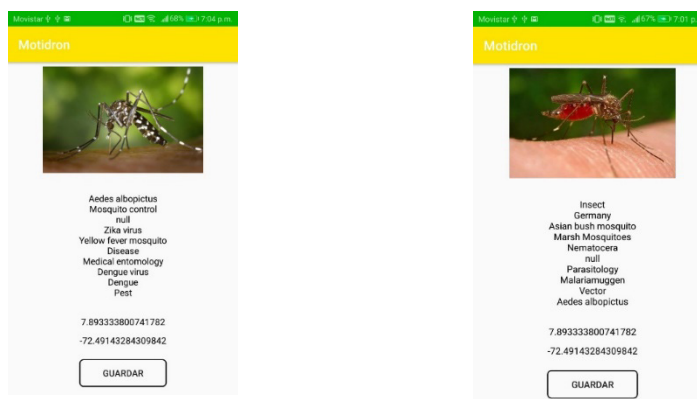 Movistar 68% 7:04 p.m.
Motidron
Aedes albopictus
Mosquito control
null
Zika virus
Yellow fever mosquito
Disease
Medical entomology
Dengue virus
Dengue
Pest
7.893333800741782
-72.49143284309842
GUARDAR
Movistar 67% 7:01 p.
Motidron
Insect
Germany
Asian bush mosquito
Marsh Mosquitoes
Nematocera
null
Parasitology
Malariamuggen
Vector
Aedes albopictus
7.893333800741782
-72.49143284309842
GUARDAR